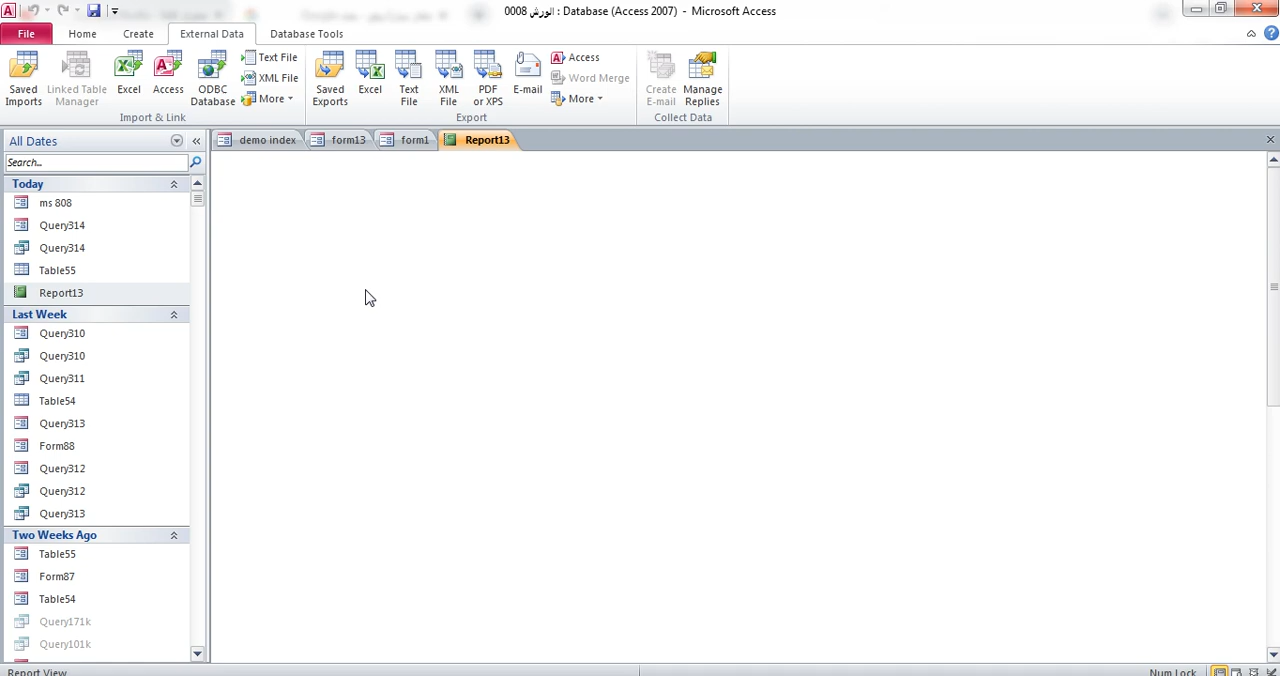 الورش 0008 : Database (Access 2007) - Microsoft Access
File
Home
Create
External Data
Database Tools
Saved Imports
Linked Table Manager
Excel
Access
ODBC Database
Text File
XML File
More
Import & Link
Saved Exports
Excel
Text File
XML File
PDF or XPS
E-mail
Access
Word Merge
More
Export
Create E-mail
Manage Replies
Collect Data
All Dates
demo index
form13
form1
Report13
Search...
Today
ms 808
Query314
Query314
Table55
Report13
Last Week
Query310
Query310
Query311
Table54
Query313
Form88
Query312
Query312
Query313
Two Weeks Ago
Table55
Form87
Table54
Query171k
Query101k
Report View
Num Lock